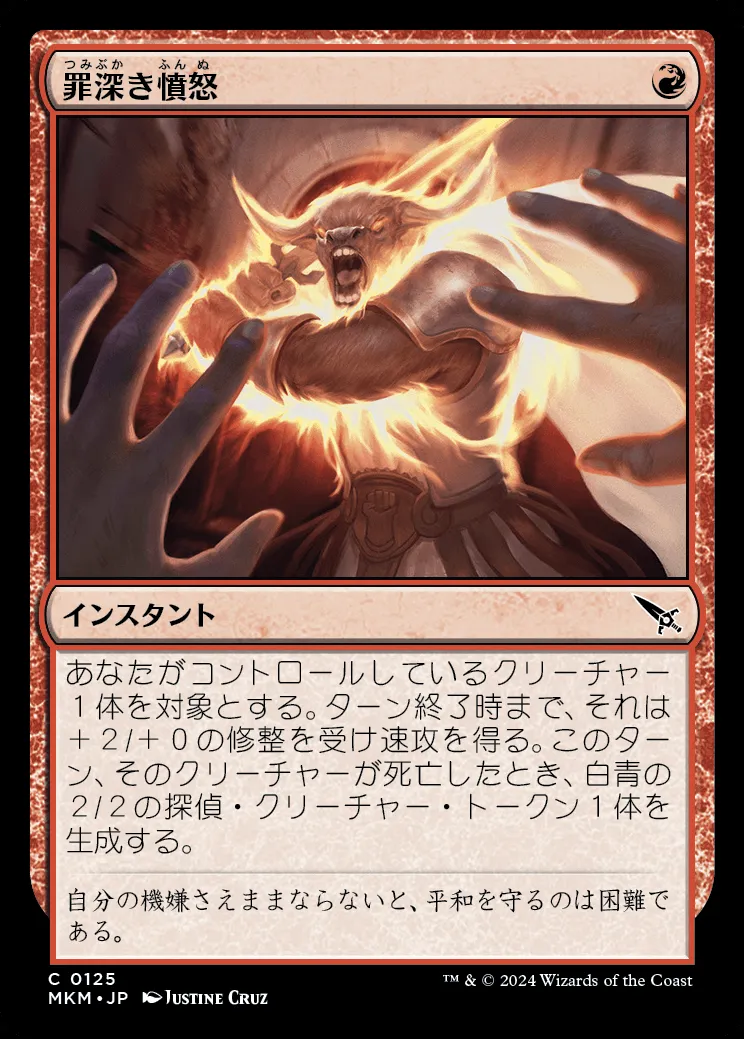 つみぶか ふんぬ
罪深き憤怒
インスタント
あなたがコントロールしているクリーチャー
１体を対象とする。ターン終了時まで、それは
＋２/＋０の修整を受け速攻を得る。このター
ン、そのクリーチャーが死亡したとき、白青の
２/２の探偵・クリーチャー・トークン１体を
生成する。
自分の機嫌さえままならないと、平和を守るのは困難で
ある。
C 0125
MKM • JP Justine Cruz
™ & © 2024 Wizards of the Coast